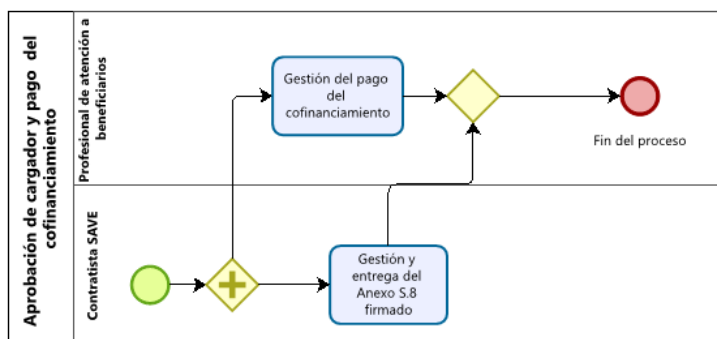 Aprobación de cargador y pago del
cofinanciamiento
Profesional de atención a
beneficiarios
Gestión del pago
del
cofinanciamiento
Fin del proceso
Contratista SAVE
Gestión y
entrega del
Anexo S.8
firmado